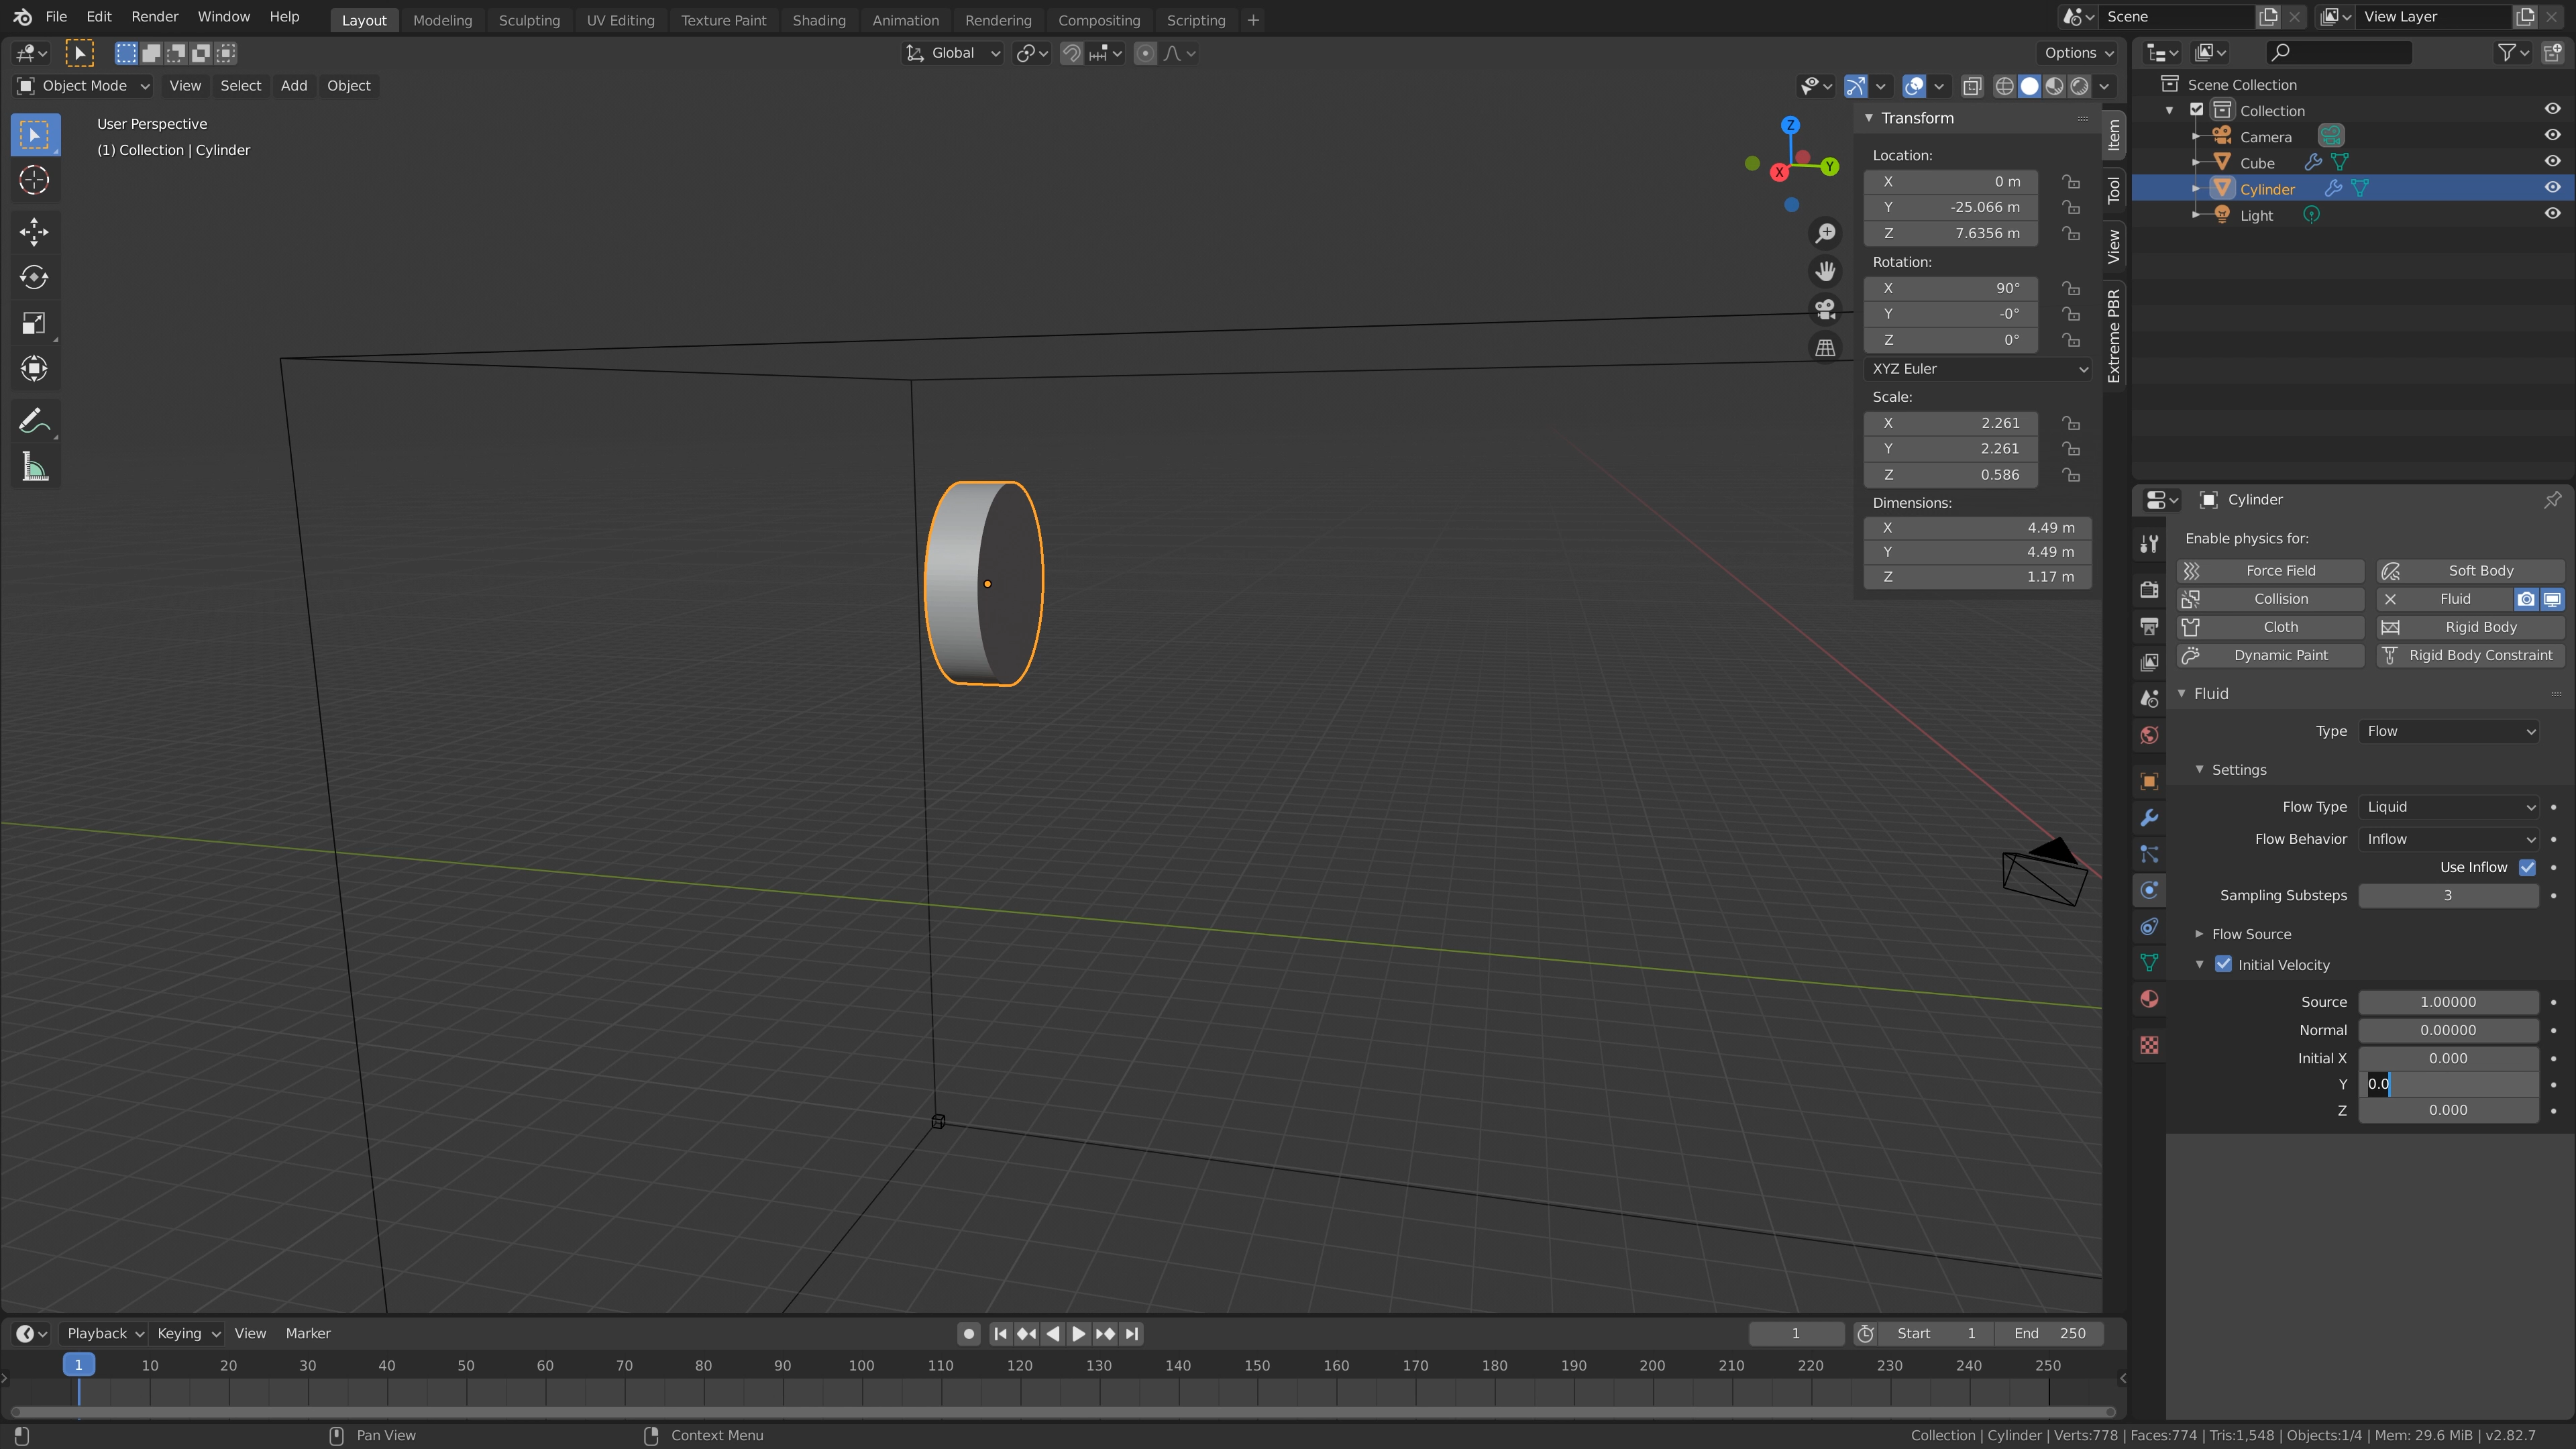 File Edit Render Window Help
Layout Modeling Sculpting UV Editing Texture Paint Shading Animation Rendering Compositing Scripting +
Scene
View Layer
Global
Options
Object Mode View Select Add Object
User Perspective
(1) Collection | Cylinder
Z
Y
X
Transform
Location:
X 0 m
Y -25.066 m
Z 7.6356 m
Rotation:
X 90°
Y -0°
Z 0°
XYZ Euler
Scale:
X 2.261
Y 2.261
Z 0.586
Dimensions:
X 4.49 m
Y 4.49 m
Z 1.17 m
Item
Tool
View
Extreme PBR
Scene Collection
Collection
Camera
Cube
Cylinder
Light
Cylinder
Enable physics for:
Force Field Soft Body
Collision Fluid
Cloth Rigid Body
Dynamic Paint Rigid Body Constraint
Fluid
Type Flow
Settings
Flow Type Liquid
Flow Behavior Inflow
Use Inflow
Sampling Substeps 3
Flow Source
Initial Velocity
Source 1.00000
Normal 0.00000
Initial X 0.000
Y 0.0
Z 0.000
Playback Keying View Marker
1
Start 1
End 250
1 10 20 30 40 50 60 70 80 90 100 110 120 130 140 150 160 170 180 190 200 210 220 230 240 250
Pan View
Context Menu
Collection | Cylinder | Verts:778 | Faces:774 | Tris:1,548 | Objects:1/4 | Mem: 29.6 MiB | v2.82.7